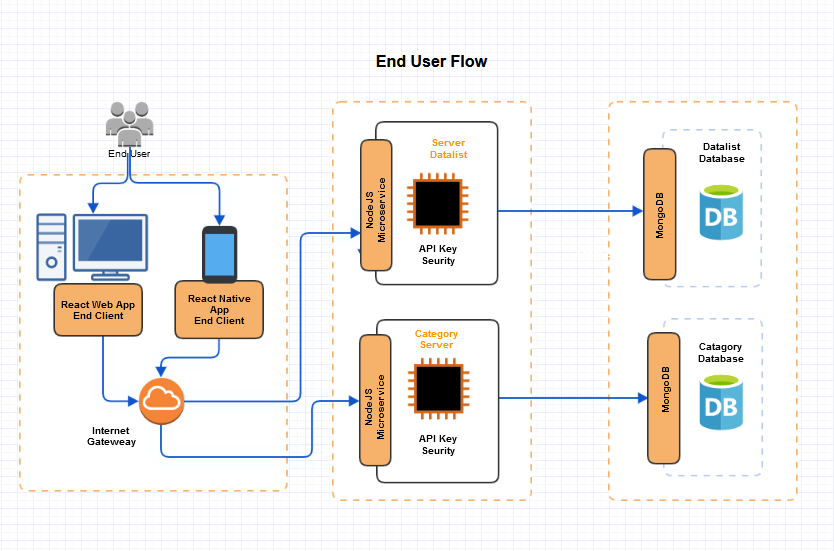 End User Flow
End User
React Web App
End Client
React Native
App
End Client
Internet
Gateweay
NodeJS
Microservice
Server
Datalist
API Key
Seurity
NodeJS
Microservice
Category
Server
API Key
Seurity
MongoDB
Datalist
Database
DB
MongoDB
Catagory
Database
DB